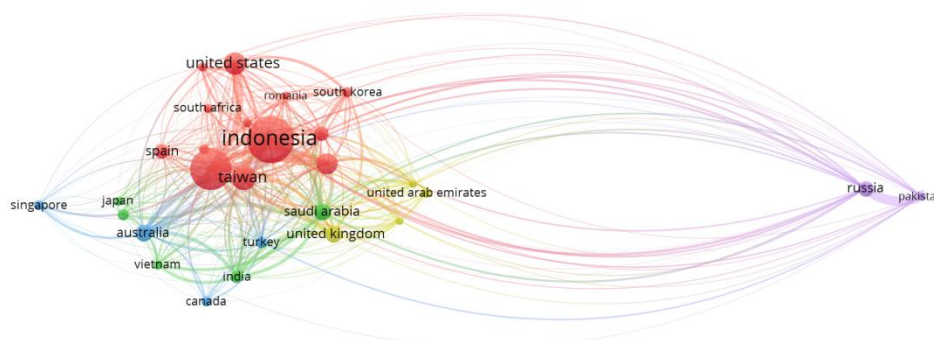 united states
romania
south korea
south africa
indonesia
spain
taiwan
united arab emirates
russia
pakista
japan
singapore
saudi arabia
australia
united kingdom
turkey
vietnam
india
canada